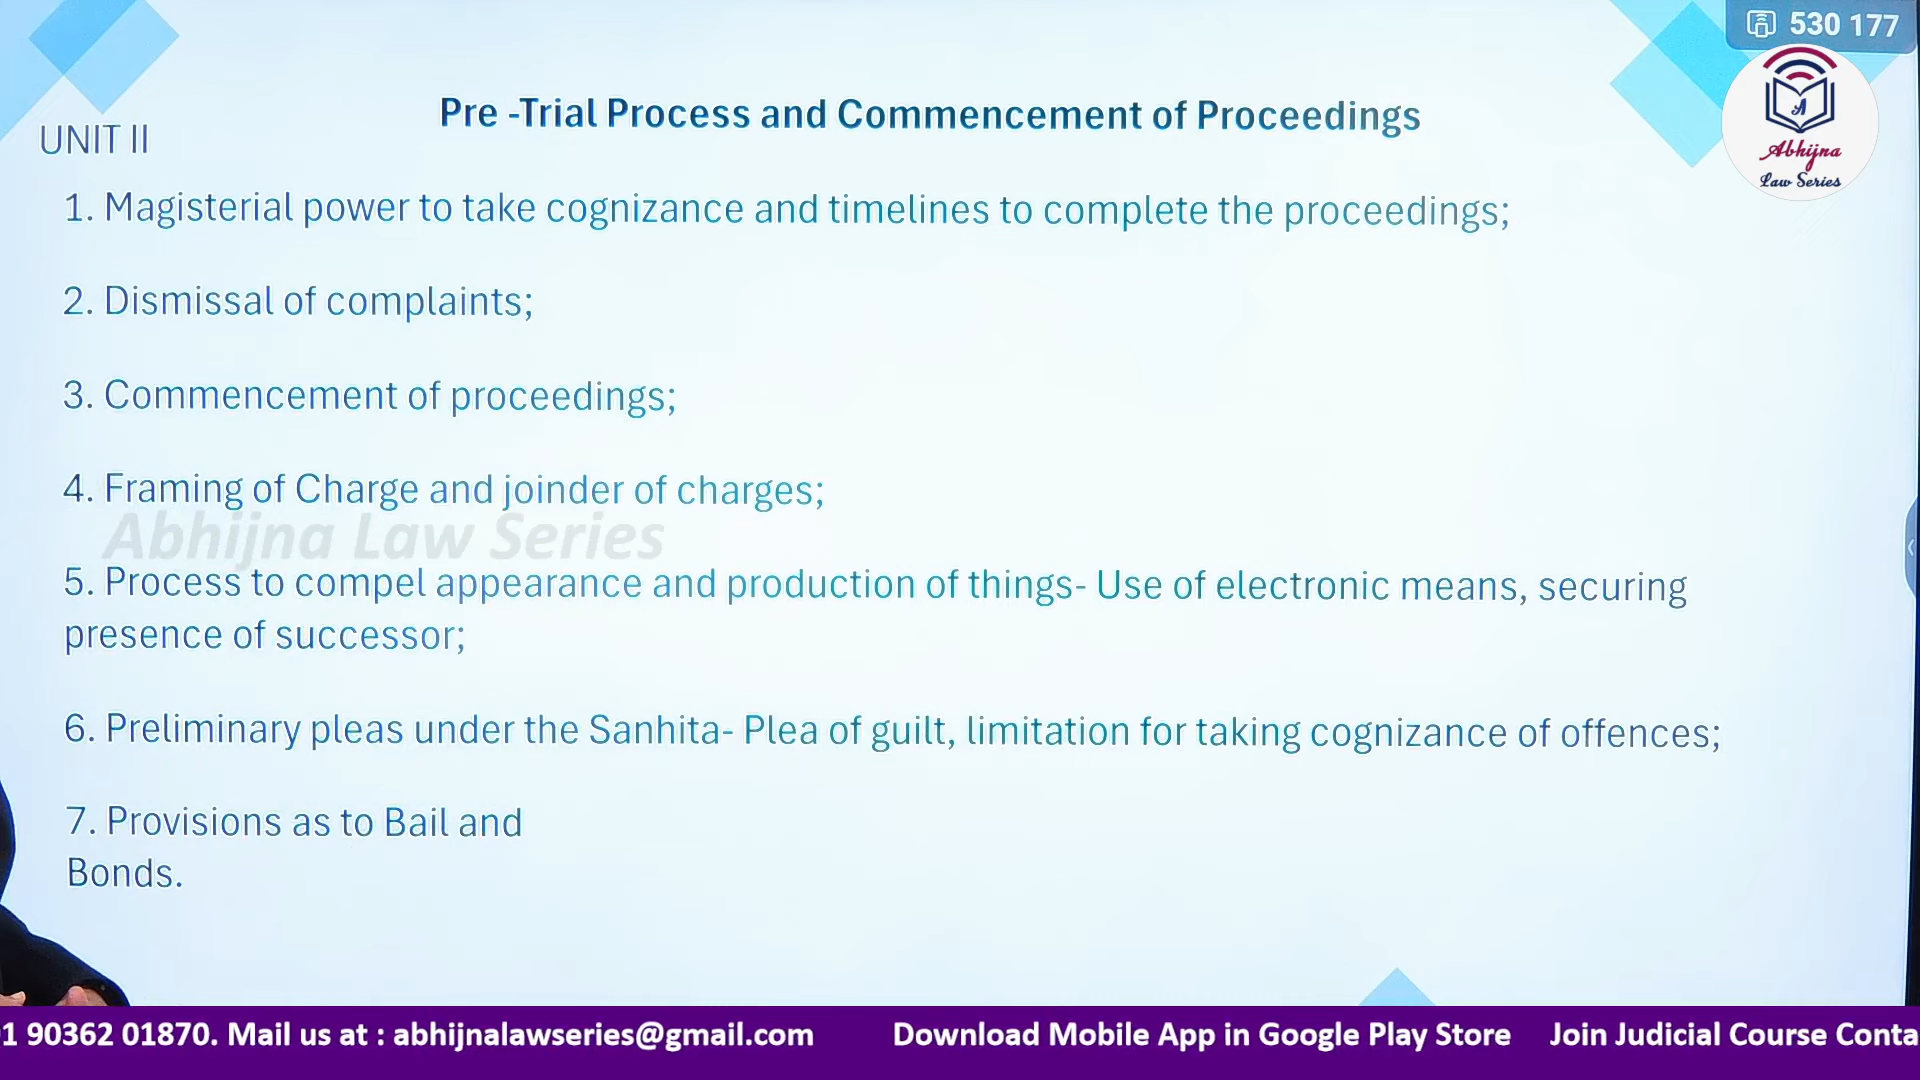 530 177
Abhijna
Law Series
Pre -Trial Process and Commencement of Proceedings
UNIT II
1. Magisterial power to take cognizance and timelines to complete the proceedings;
2. Dismissal of complaints;
3. Commencement of proceedings;
4. Framing of Charge and joinder of charges;
Abhijna Law Series
5. Process to compel appearance and production of things- Use of electronic means, securing
presence of successor;
6. Preliminary pleas under the Sanhita- Plea of guilt, limitation for taking cognizance of offences;
7. Provisions as to Bail and
Bonds.
1 90362 01870. Mail us at : abhijnalawseries@gmail.com Download Mobile App in Google Play Store Join Judicial Course Conta